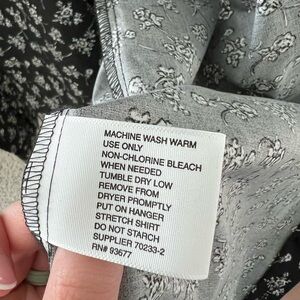 MACHINE WASH WARM
USE ONLY
NON-CHLORINE BLEACH
WHEN NEEDED
TUMBLE DRY LOW
REMOVE FROM
DRYER PROMPTLY
PUT ON HANGER
STRETCH SHIRT
DO NOT STARCH
SUPPLIER 70233-2
RN# 93677